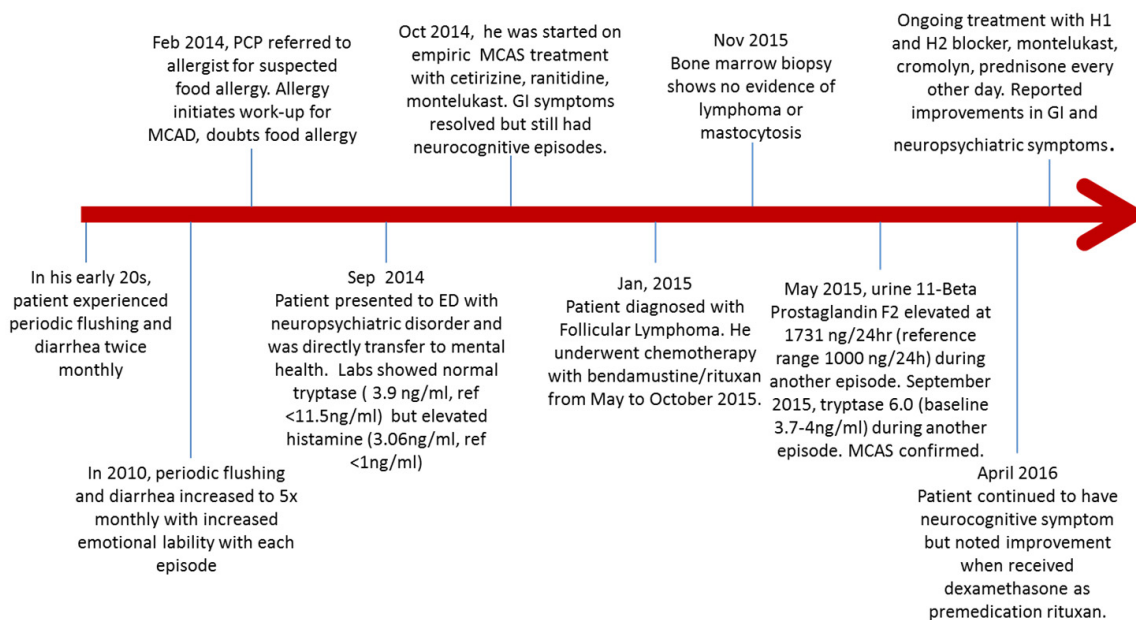 Feb 2014, PCP referred to
allergist for suspected
food allergy. Allergy
initiates work-up for
MCAD, doubts food allergy
Oct 2014, he was started on
empiric MCAS treatment
with cetirizine, ranitidine,
montelukast. GI symptoms
resolved but still had
neurocognitive episodes.
Nov 2015
Bone marrow biopsy
shows no evidence of
lymphoma or
mastocytosis
Ongoing treatment with H1
and H2 blocker, montelukast,
cromolyn, prednisone every
other day. Reported
improvements in GI and
neuropsychiatric symptoms.
In his early 20s,
patient experienced
periodic flushing and
diarrhea twice
monthly
In 2010, periodic flushing
and diarrhea increased to 5x
monthly with increased
emotional lability with each
episode
Sep 2014
Patient presented to ED with
neuropsychiatric disorder and
was directly transfer to mental
health. Labs showed normal
tryptase ( 3.9 ng/ml, ref
<11.5ng/ml) but elevated
histamine (3.06ng/ml, ref
<1ng/ml)
Jan, 2015
Patient diagnosed with
Follicular Lymphoma. He
underwent chemotherapy
with bendamustine/rituxan
from May to October 2015.
May 2015, urine 11-Beta
Prostaglandin F2 elevated at
1731 ng/24hr (reference
range 1000 ng/24h) during
another episode. September
2015, tryptase 6.0 (baseline
3.7-4ng/ml) during another
episode. MCAS confirmed.
April 2016
Patient continued to have
neurocognitive symptom
but noted improvement
when received
dexamethasone as
premedication rituxan.